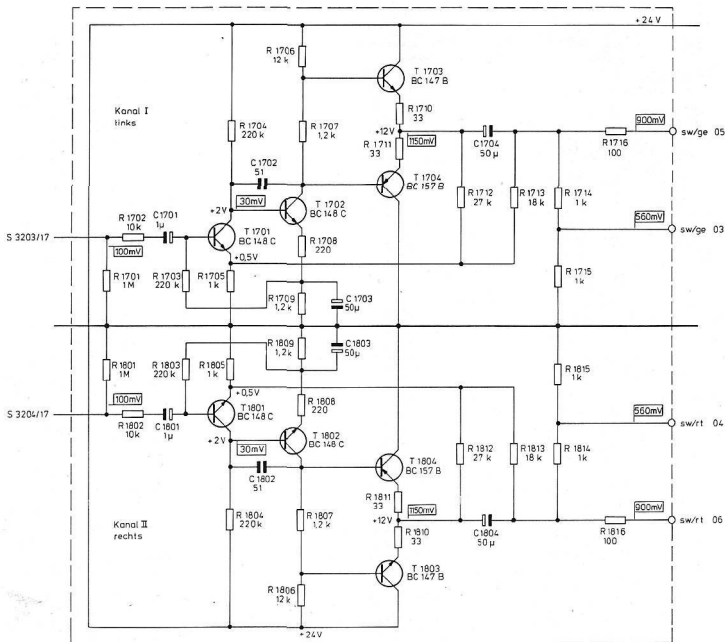 +24V
R 1706
12 k
T 1703
BC 147 B
Kanal I
links
R 1704
220 k
R 1707
1,2 k
R 1710
33
+12V
1150mV
R 1711
33
C 1704
50 µ
900mV
sw/ge 05
R 1716
100
C 1702
51
T 1704
BC 157 B
R 1712
27 k
R 1713
18 k
R 1714
1 k
+2V
30mV
T 1702
BC 148 C
560mV
sw/ge 03
R 1702
10k
C 1701
1µ
S 3203/17
100mV
T 1701
BC 148 C
R 1708
220
+0,5V
R 1701
1M
R 1703
220 k
R 1705
1 k
R 1709
1,2 k
C 1703
50µ
R 1715
1 k
R 1801
1M
R 1803
220 k
R 1805
1 k
R 1809
1,2 k
C 1803
50µ
R 1815
1k
+0,5V
100mV
S 3204/17
R 1802
10k
C 1801
1 µ
T 1801
BC 148 C
R 1808
220
+2V
30mV
T 1802
BC 148 C
560mV
sw/rt 04
C 1802
51
T 1804
BC 157 B
R 1812
27 k
R 1813
18 k
R 1814
1 k
R 1804
220 k
R 1807
1,2 k
R 1811
33
+12V
1150mV
C 1804
50 µ
900mV
sw/rt 06
R 1816
100
R 1810
33
Kanal II
rechts
T 1803
BC 147 B
R 1806
12 k
+24V